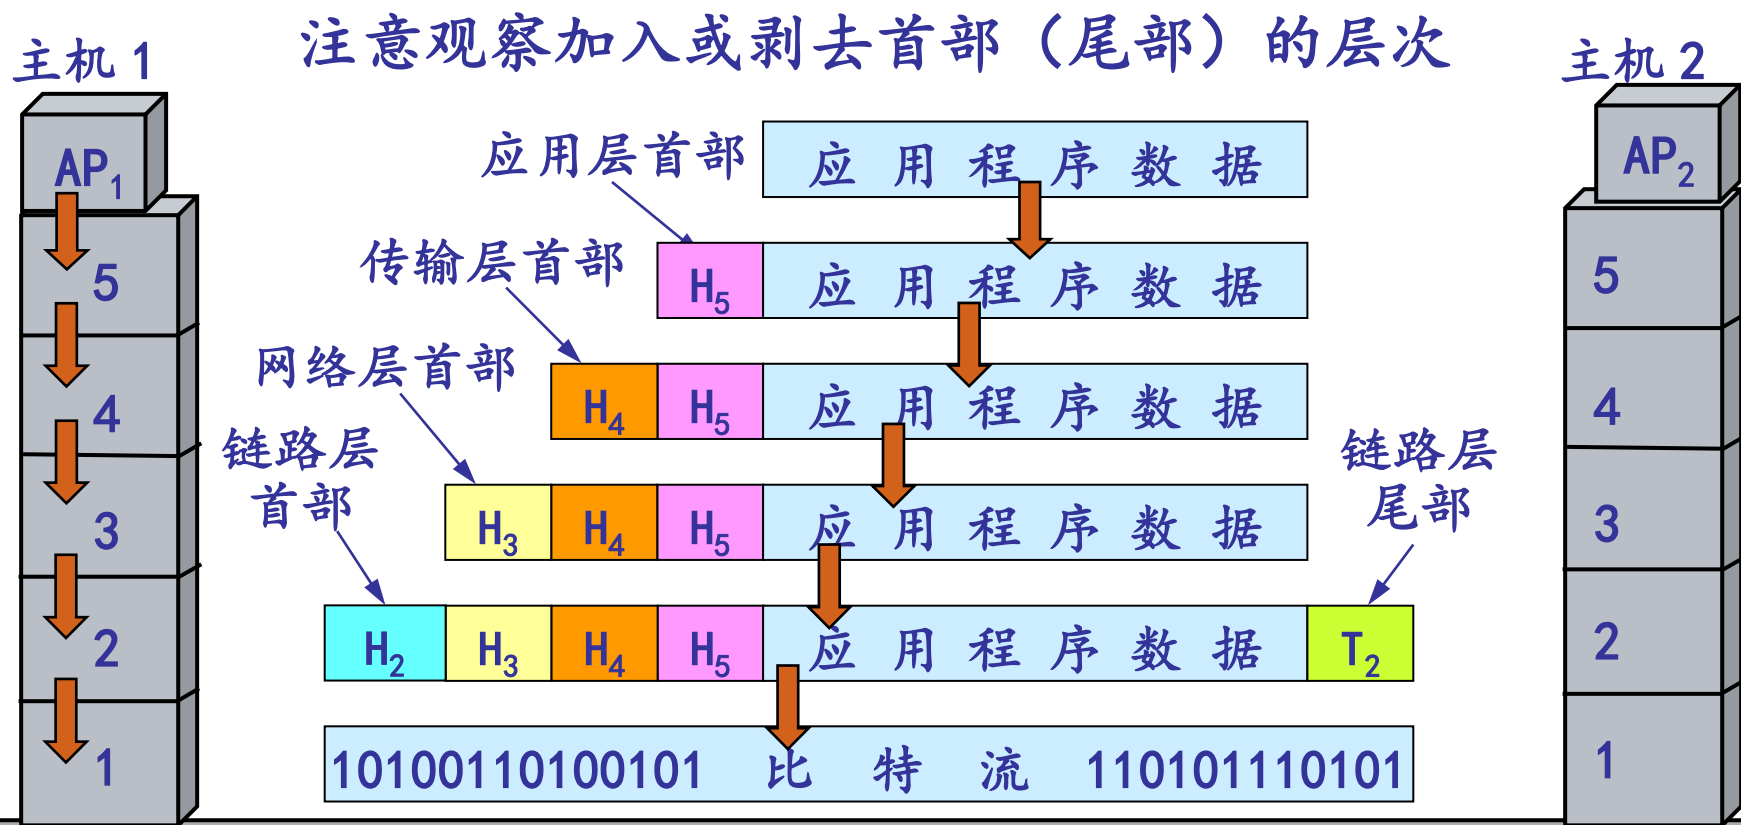 注意观察加入或剥去首部（尾部）的层次
主机 1
主机 2
AP1
AP2
应用层首部
应用程序数据
传输层首部
H5 应用程序数据
5
5
网络层首部
H4 H5 应用程序数据
4
4
链路层
首部
链路层
尾部
H3 H4 H5 应用程序数据
3
3
H2 H3 H4 H5 应用程序数据 T2
2
2
10100110100101 比特流 110101110101
1
1